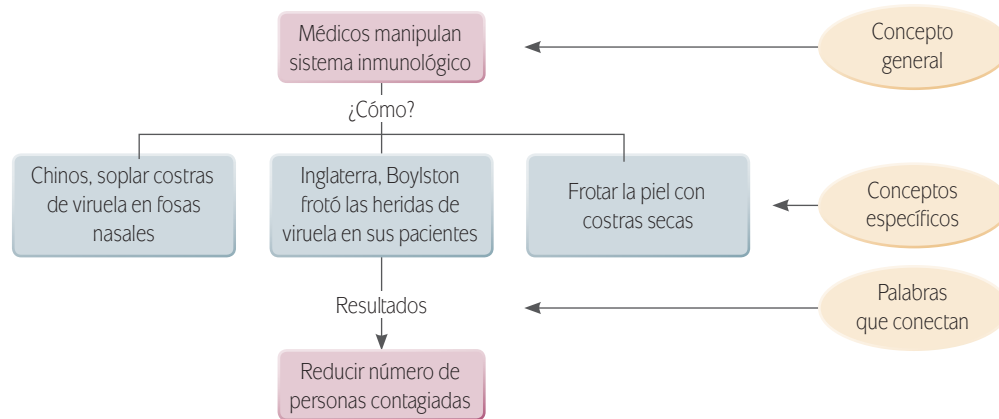 Médicos manipulan
sistema inmunológico
Concepto
general
¿Cómo?
Chinos, soplar costras
de viruela en fosas
nasales
Inglaterra, Boylston
frotó las heridas de
viruela en sus pacientes
Frotar la piel con
costras secas
Conceptos
específicos
Resultados
Palabras
que conectan
Reducir número de
personas contagiadas